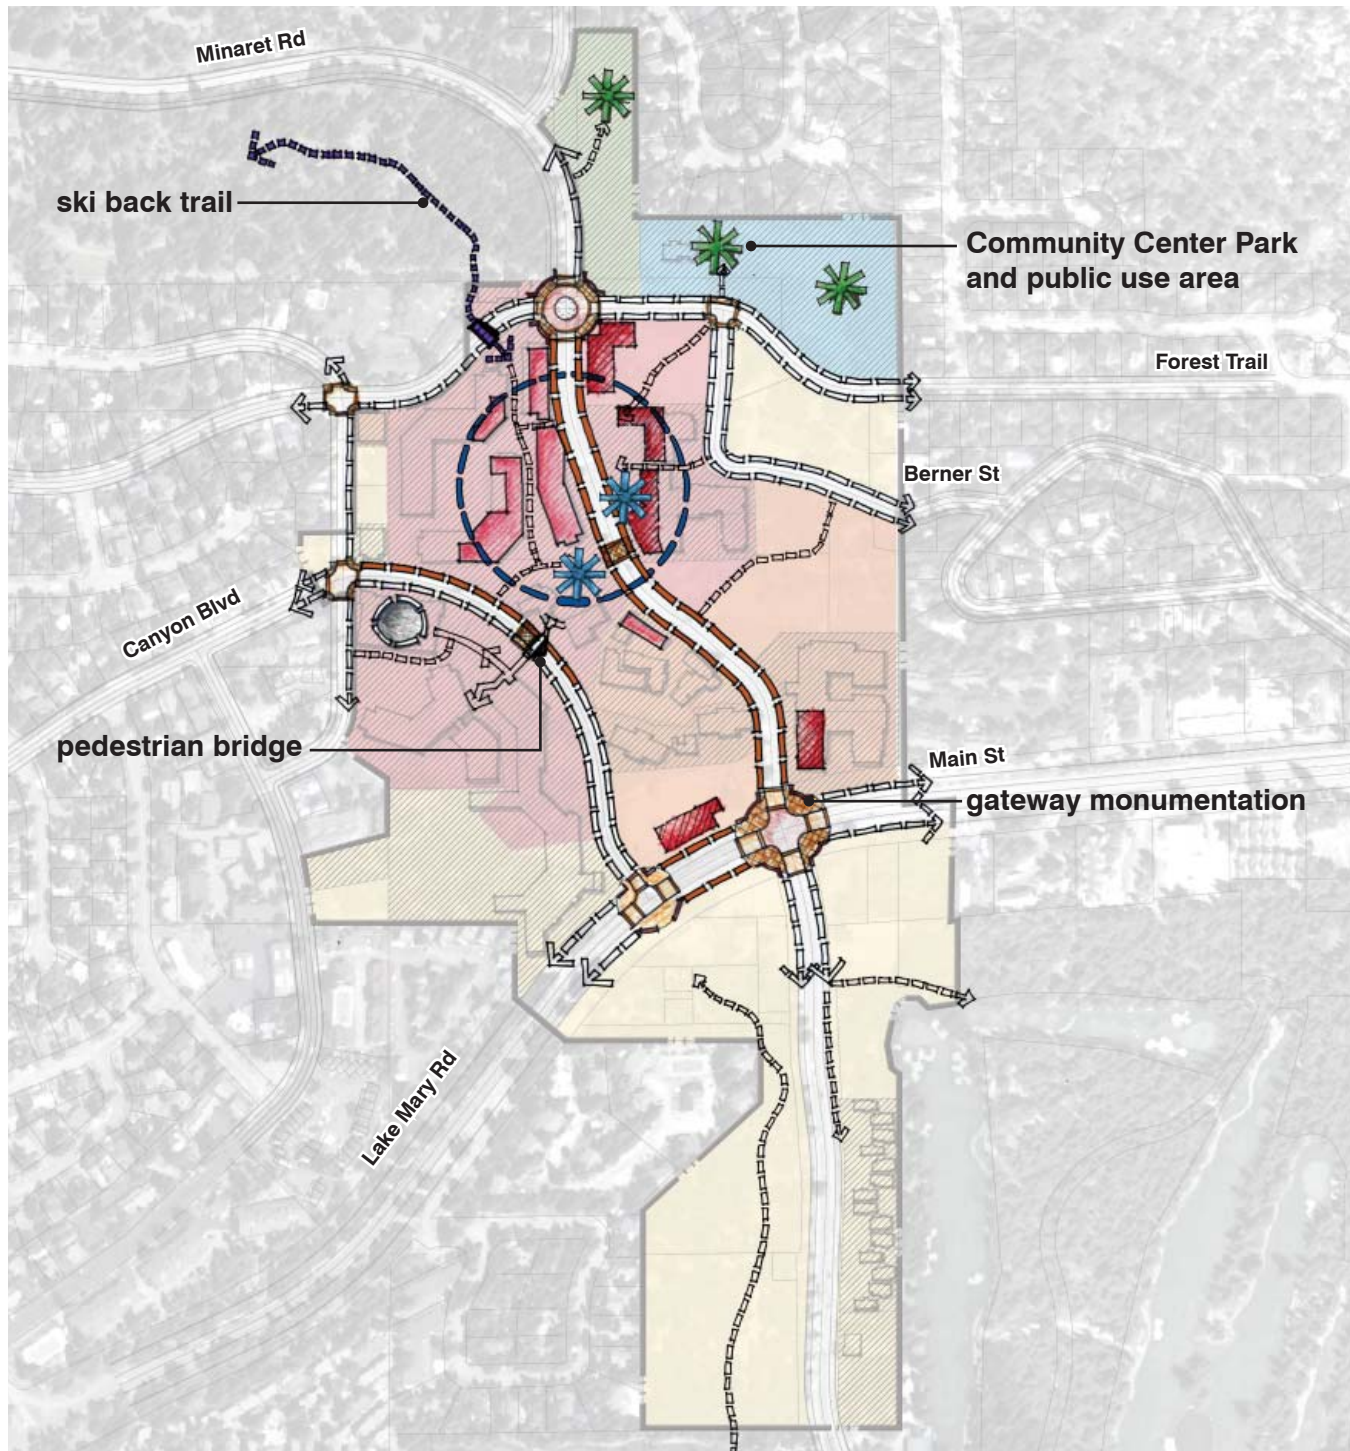 Minaret Rd
ski back trail
Community Center Park
and public use area
Forest Trail
Berner St
Canyon Blvd
pedestrian bridge
Main St
gateway monumentation
Lake Mary Rd